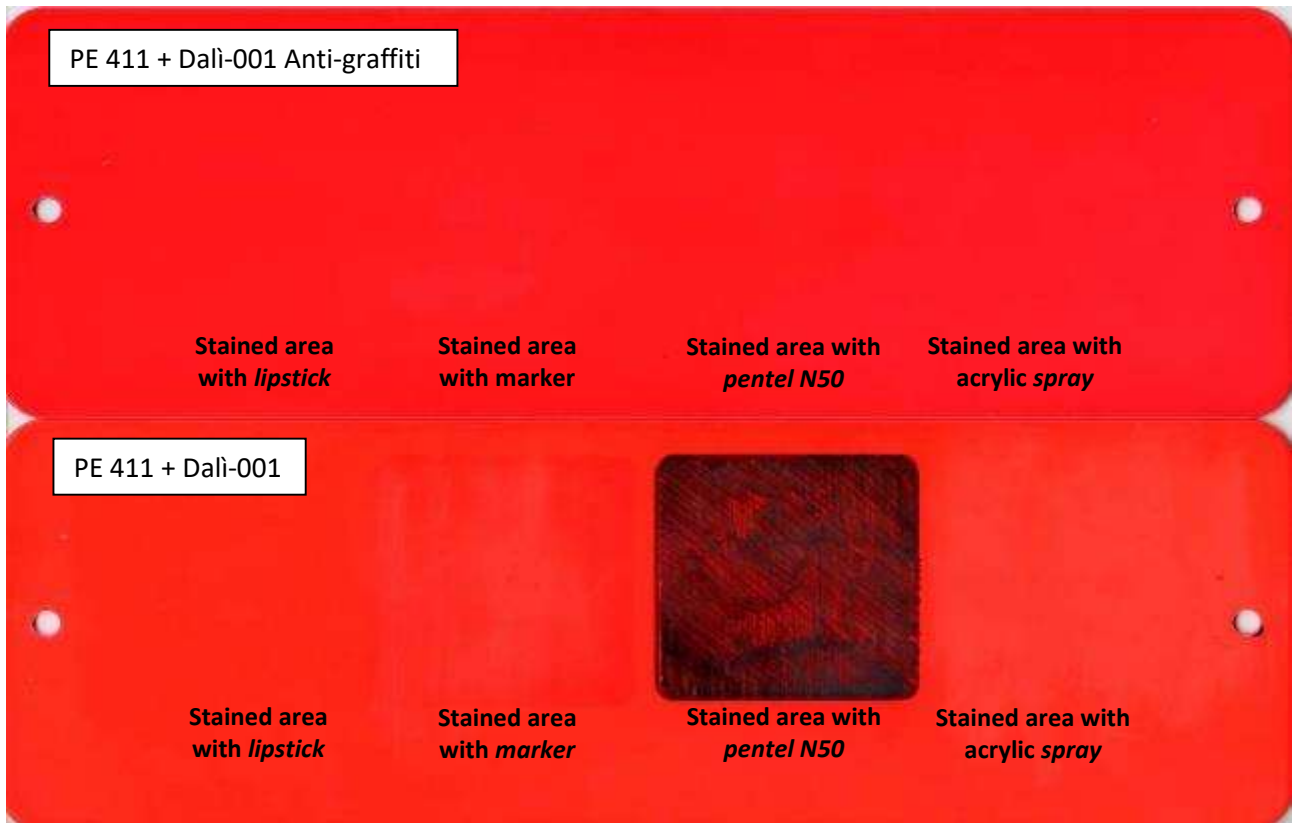 PE 411 + Dalì-001 Anti-graffiti
Stained area
with lipstick
Stained area
with marker
Stained area with
pentel N50
Stained area with
acrylic spray
PE 411 + Dalì-001
Stained area
with lipstick
Stained area
with marker
Stained area with
pentel N50
Stained area with
acrylic spray